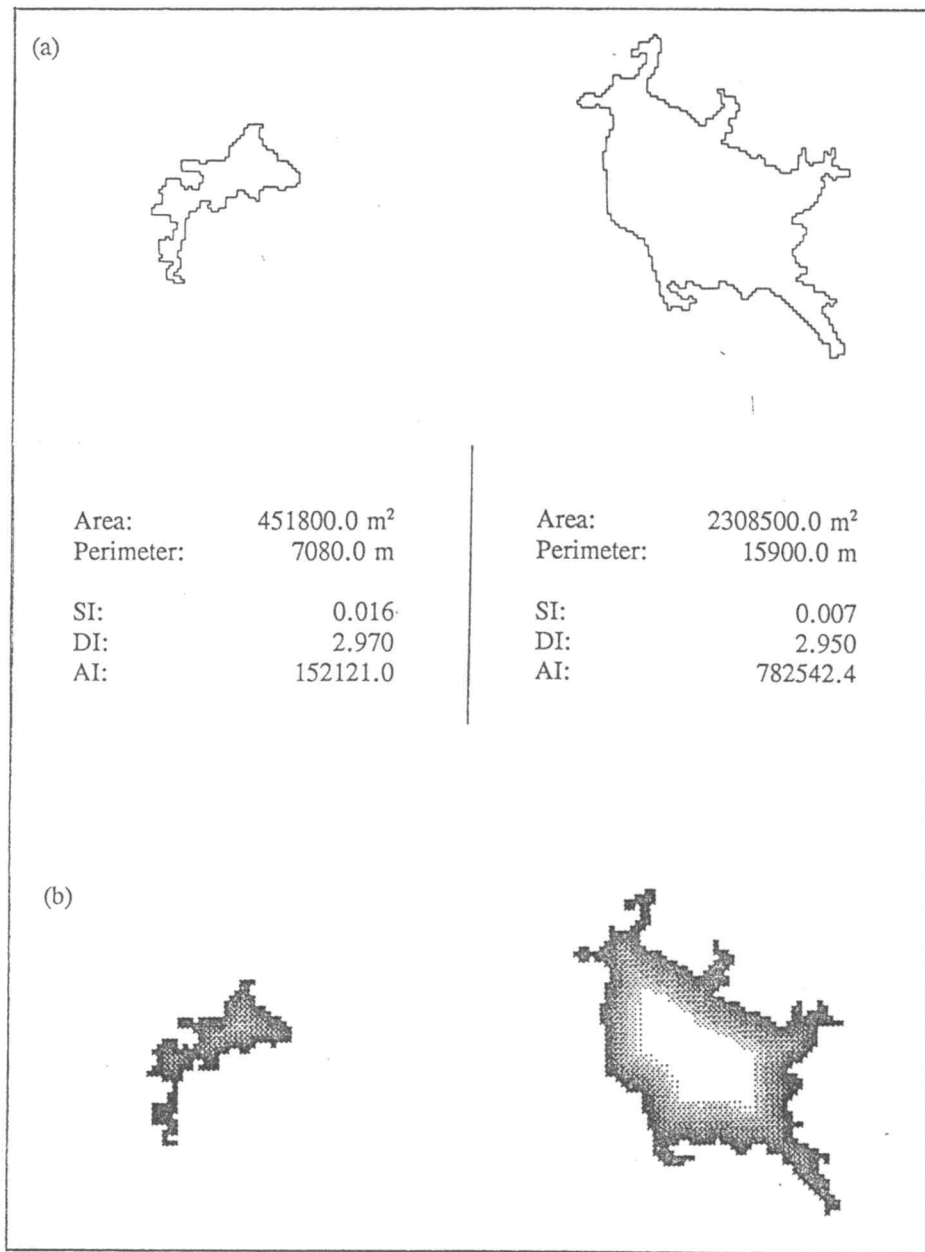 (a)
Area: 451800.0 m²
Perimeter: 7080.0 m
SI: 0.016
DI: 2.970
AI: 152121.0
Area: 2308500.0 m²
Perimeter: 15900.0 m
SI: 0.007
DI: 2.950
AI: 782542.4
(b)